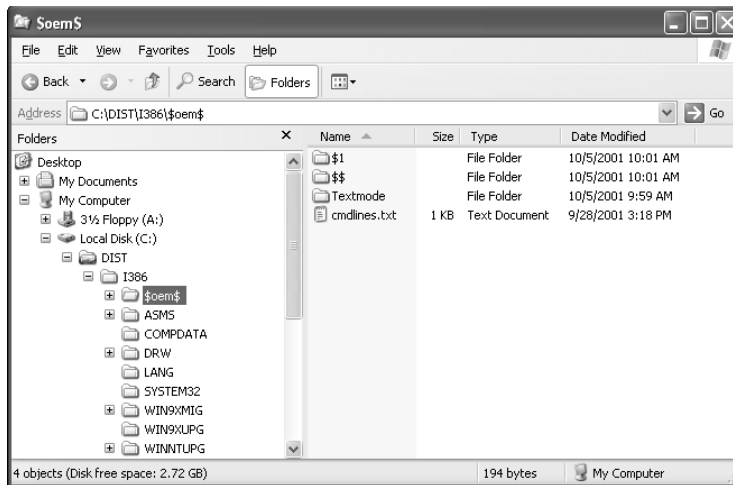 $oem$
File Edit View Favorites Tools Help
Back Search Folders
Address C:\DIST\I386\$oem$ Go
Folders
Name Size Type Date Modified
Desktop
My Documents
My Computer
3½ Floppy (A:)
Local Disk (C:)
DIST
I386
$oem$
ASMS
COMPDATA
DRW
LANG
SYSTEM32
WIN9XMIG
WIN9XUPG
WINNTUPG
$1 File Folder 10/5/2001 10:01 AM
$$ File Folder 10/5/2001 10:01 AM
Textmode File Folder 10/5/2001 9:59 AM
cmdlines.txt 1 KB Text Document 9/28/2001 3:18 PM
4 objects (Disk free space: 2.72 GB) 194 bytes My Computer